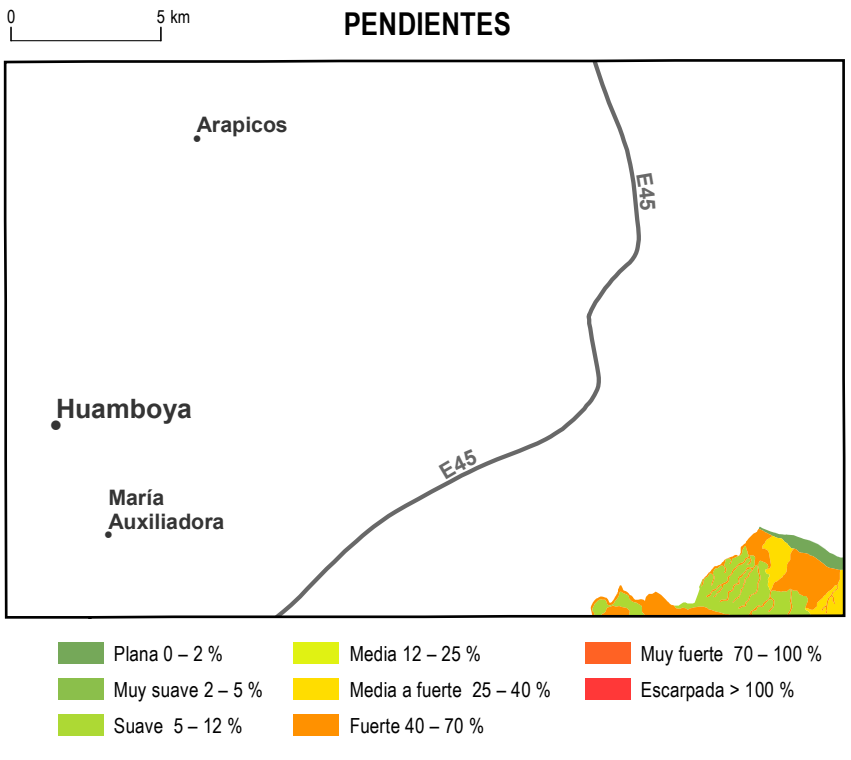 0 5 km
PENDIENTES
Arapicos
E45
Huamboya
E45
María
Auxiliadora
Plana 0 – 2 %
Muy suave 2 – 5 %
Suave 5 – 12 %
Media 12 – 25 %
Media a fuerte 25 – 40 %
Fuerte 40 – 70 %
Muy fuerte 70 – 100 %
Escarpada > 100 %